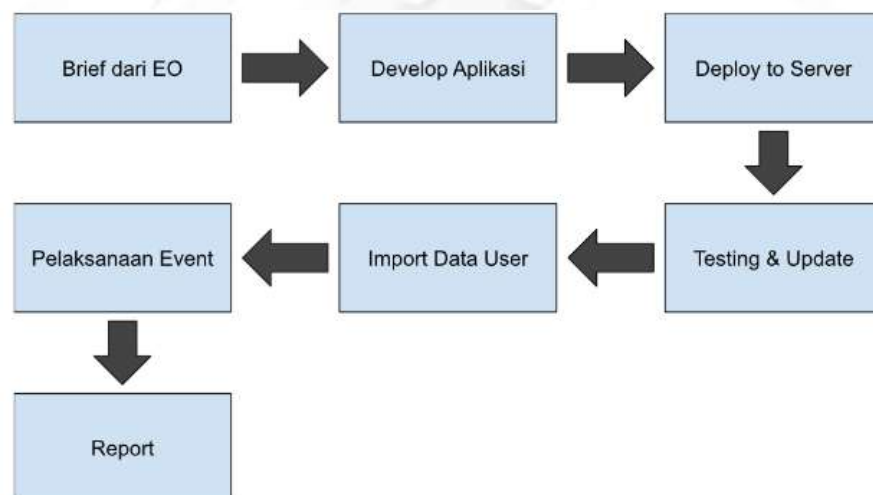 Brief dari EO
Develop Aplikasi
Deploy to Server
Testing & Update
Import Data User
Pelaksanaan Event
Report